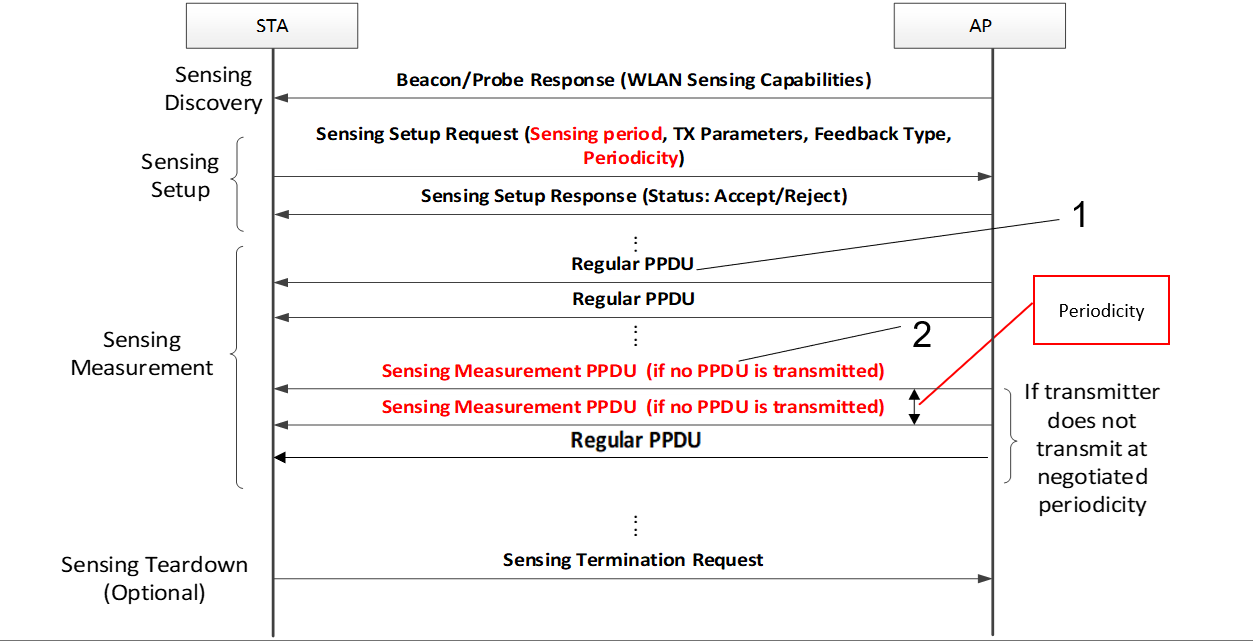 STA
AP
Sensing
Discovery
Beacon/Probe Response (WLAN Sensing Capabilities)
Sensing Setup Request (Sensing period, TX Parameters, Feedback Type,
Periodicity)
Sensing
Setup
Sensing Setup Response (Status: Accept/Reject)
1
Regular PPDU
Regular PPDU
Periodicity
2
Sensing
Measurement
Sensing Measurement PPDU (if no PPDU is transmitted)
Sensing Measurement PPDU (if no PPDU is transmitted)
Regular PPDU
If transmitter
does not
transmit at
negotiated
periodicity
Sensing Teardown
(Optional)
Sensing Termination Request